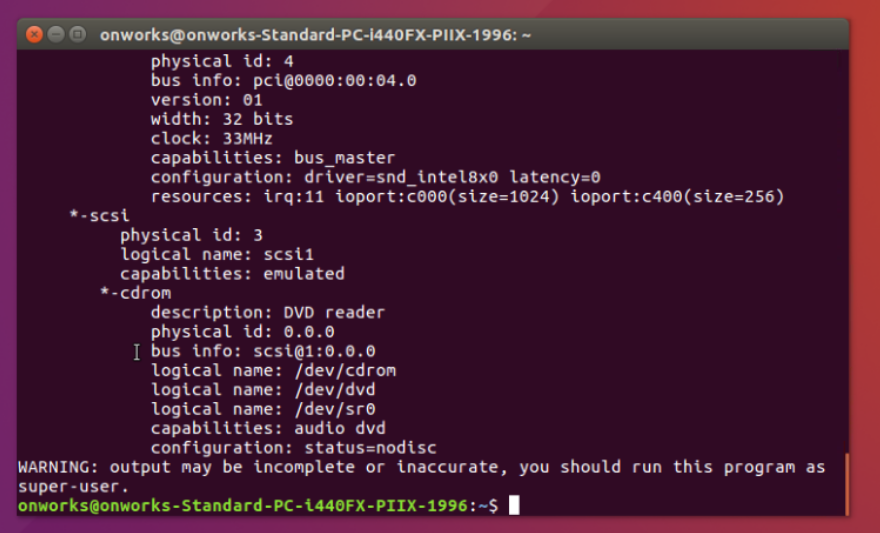 onworks@onworks-Standard-PC-i440FX-PIIX-1996: ~
physical id: 4
bus info: pci@0000:00:04.0
version: 01
width: 32 bits
clock: 33MHz
capabilities: bus_master
configuration: driver=snd_intel8x0 latency=0
resources: irq:11 ioport:c000(size=1024) ioport:c400(size=256)
*-scsi
physical id: 3
logical name: scsi1
capabilities: emulated
*-cdrom
description: DVD reader
physical id: 0.0.0
bus info: scsi@1:0.0.0
logical name: /dev/cdrom
logical name: /dev/dvd
logical name: /dev/sr0
capabilities: audio dvd
configuration: status=nodisc
WARNING: output may be incomplete or inaccurate, you should run this program as
super-user.
onworks@onworks-Standard-PC-i440FX-PIIX-1996:~$